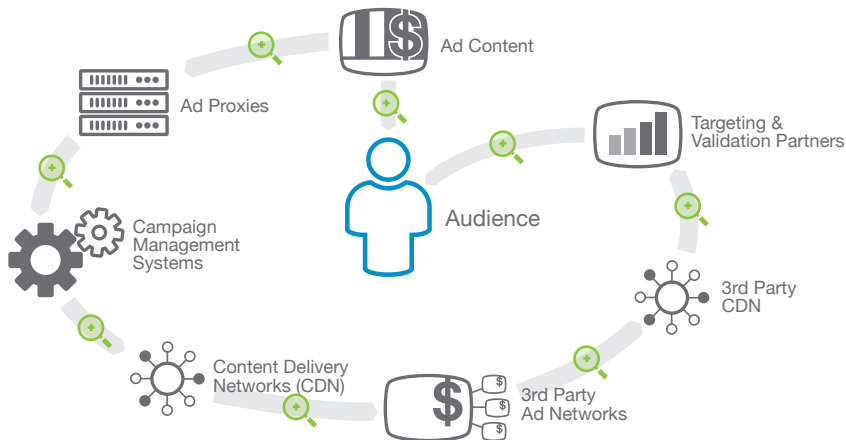 $
Ad Content
Ad Proxies
Targeting &
Validation Partners
Audience
Campaign
Management
Systems
3rd Party
CDN
Content Delivery
Networks (CDN)
$
$
$
$
3rd Party
Ad Networks